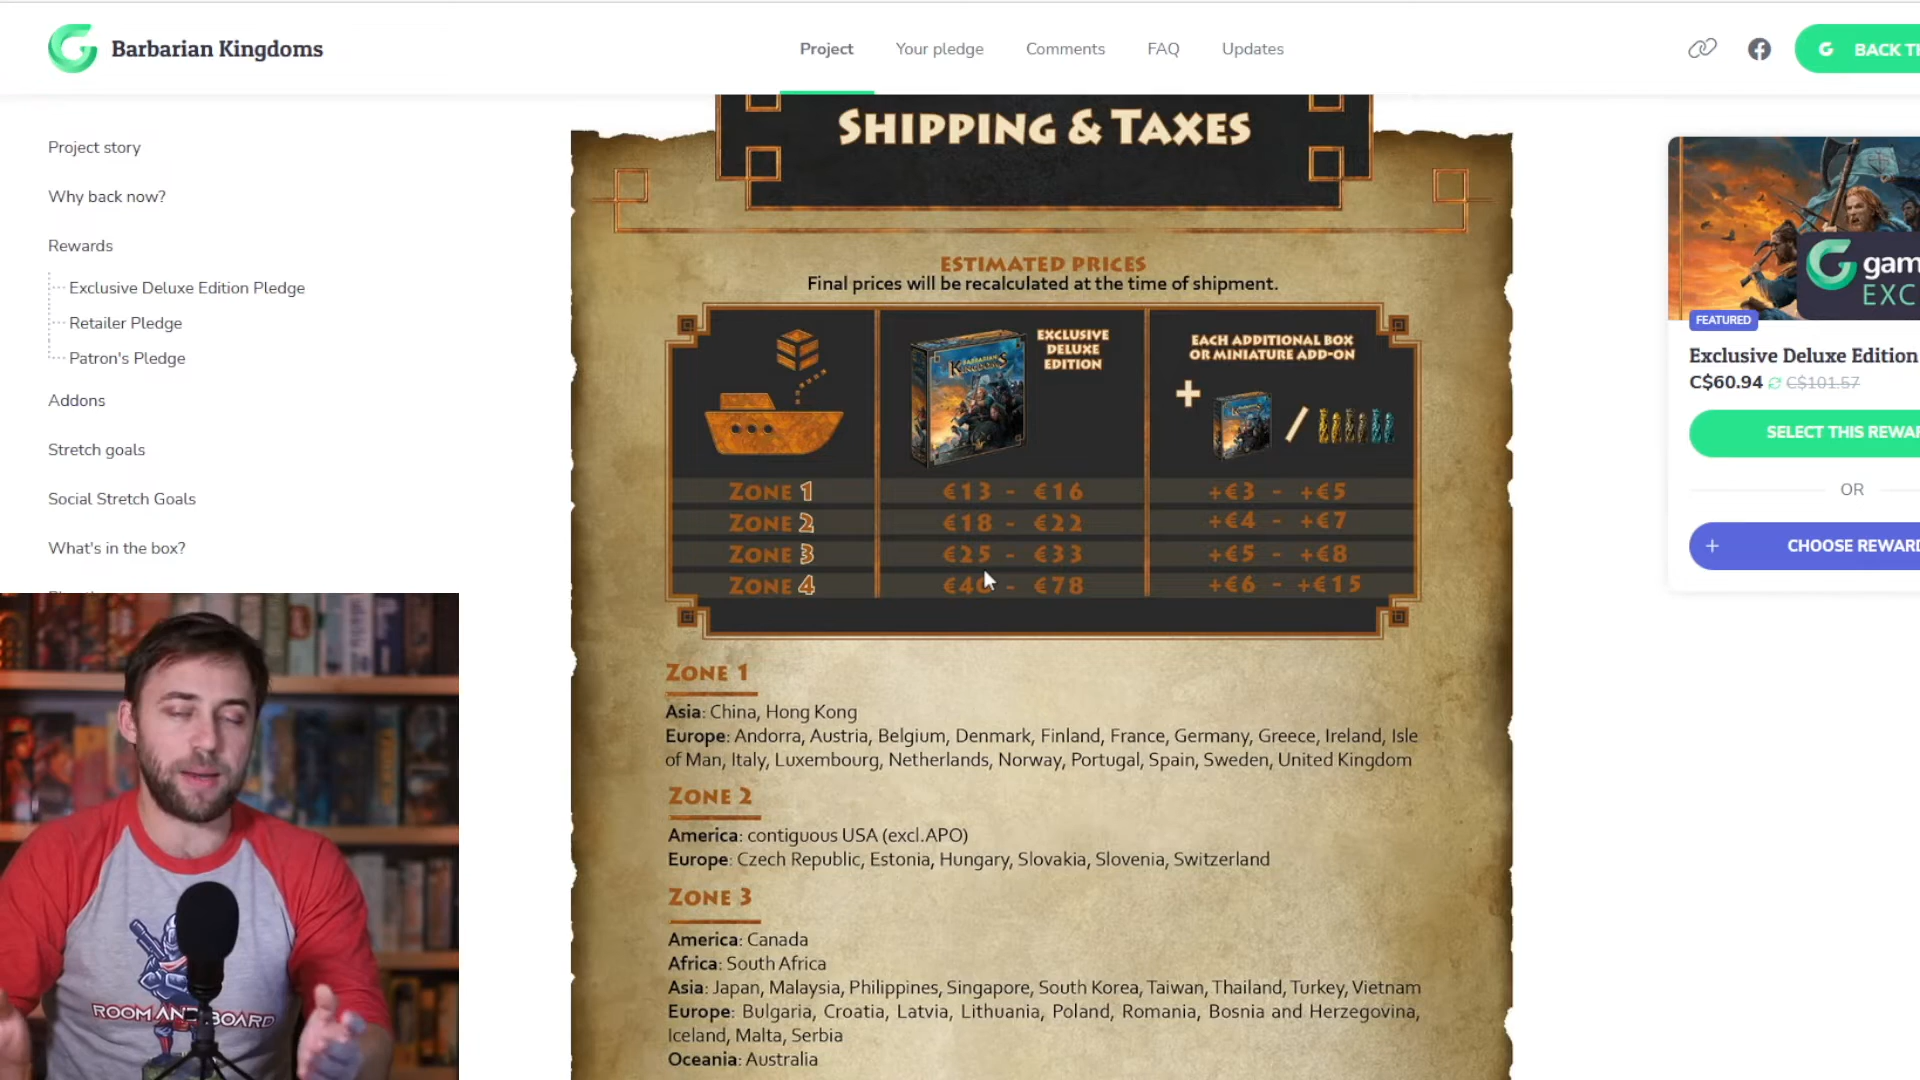 Barbarian Kingdoms
Project
Your pledge
Comments
FAQ
Updates
BACK
Project story
Why back now?
Rewards
Exclusive Deluxe Edition Pledge
Retailer Pledge
Patron's Pledge
Addons
Stretch goals
Social Stretch Goals
What's in the box?
SHIPPING & TAXES
ESTIMATED PRICES
Final prices will be recalculated at the time of shipment.
BARBARIAN
KINGDOMS
EXCLUSIVE
DELUXE
EDITION
EACH ADDITIONAL BOX
OR MINIATURE ADD-ON
+ /
ZONE 1 €13 - €16 +€3 - +€5
ZONE 2 €18 - €22 +€4 - +€7
ZONE 3 €25 - €33 +€5 - +€8
ZONE 4 €40 - €78 +€6 - +€15
ZONE 1
Asia: China, Hong Kong
Europe: Andorra, Austria, Belgium, Denmark, Finland, France, Germany, Greece, Ireland, Isle
of Man, Italy, Luxembourg, Netherlands, Norway, Portugal, Spain, Sweden, United Kingdom
ZONE 2
America: contiguous USA (excl.APO)
Europe: Czech Republic, Estonia, Hungary, Slovakia, Slovenia, Switzerland
ZONE 3
America: Canada
Africa: South Africa
Asia: Japan, Malaysia, Philippines, Singapore, South Korea, Taiwan, Thailand, Turkey, Vietnam
Europe: Bulgaria, Croatia, Latvia, Lithuania, Poland, Romania, Bosnia and Herzegovina,
Iceland, Malta, Serbia
Oceania: Australia
gam
EXC
FEATURED
Exclusive Deluxe Edition
C$60.94 C$101.57
SELECT THIS REWA
OR
+ CHOOSE REWARD
ROOM AND BOARD